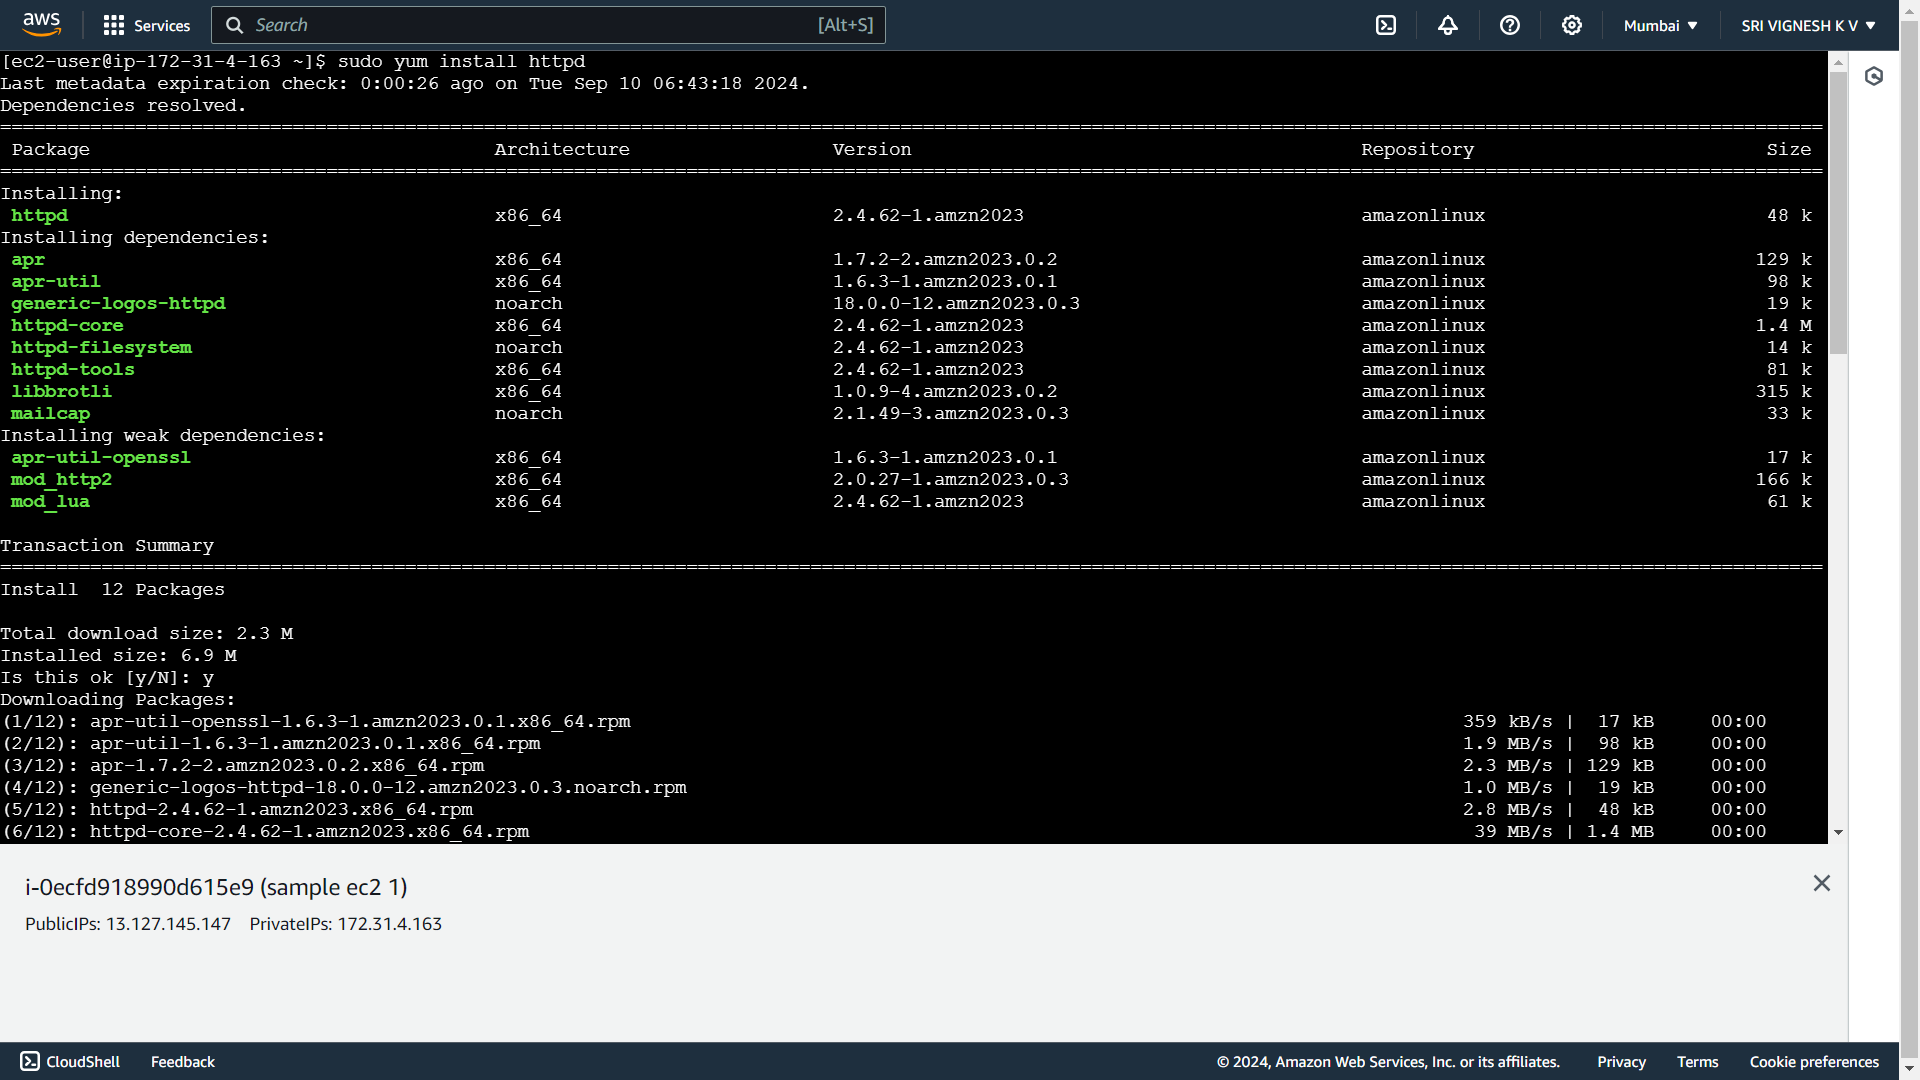 aws Services Search [Alt+S] Mumbai ▼ SRI VIGNESH K V ▼
[ec2-user@ip-172-31-4-163 ~]$ sudo yum install httpd
Last metadata expiration check: 0:00:26 ago on Tue Sep 10 06:43:18 2024.
Dependencies resolved.
Package Architecture Version Repository Size
Installing:
httpd x86_64 2.4.62-1.amzn2023 amazonlinux 48 k
Installing dependencies:
apr x86_64 1.7.2-2.amzn2023.0.2 amazonlinux 129 k
apr-util x86_64 1.6.3-1.amzn2023.0.1 amazonlinux 98 k
generic-logos-httpd noarch 18.0.0-12.amzn2023.0.3 amazonlinux 19 k
httpd-core x86_64 2.4.62-1.amzn2023 amazonlinux 1.4 M
httpd-filesystem noarch 2.4.62-1.amzn2023 amazonlinux 14 k
httpd-tools x86_64 2.4.62-1.amzn2023 amazonlinux 81 k
libbrotli x86_64 1.0.9-4.amzn2023.0.2 amazonlinux 315 k
mailcap noarch 2.1.49-3.amzn2023.0.3 amazonlinux 33 k
Installing weak dependencies:
apr-util-openssl x86_64 1.6.3-1.amzn2023.0.1 amazonlinux 17 k
mod_http2 x86_64 2.0.27-1.amzn2023.0.3 amazonlinux 166 k
mod_lua x86_64 2.4.62-1.amzn2023 amazonlinux 61 k
Transaction Summary
Install 12 Packages
Total download size: 2.3 M
Installed size: 6.9 M
Is this ok [y/N]: y
Downloading Packages:
(1/12): apr-util-openssl-1.6.3-1.amzn2023.0.1.x86_64.rpm 359 kB/s | 17 kB 00:00
(2/12): apr-util-1.6.3-1.amzn2023.0.1.x86_64.rpm 1.9 MB/s | 98 kB 00:00
(3/12): apr-1.7.2-2.amzn2023.0.2.x86_64.rpm 2.3 MB/s | 129 kB 00:00
(4/12): generic-logos-httpd-18.0.0-12.amzn2023.0.3.noarch.rpm 1.0 MB/s | 19 kB 00:00
(5/12): httpd-2.4.62-1.amzn2023.x86_64.rpm 2.8 MB/s | 48 kB 00:00
(6/12): httpd-core-2.4.62-1.amzn2023.x86_64.rpm 39 MB/s | 1.4 MB 00:00
i-0ecfd918990d615e9 (sample ec2 1)
PublicIPs: 13.127.145.147 PrivateIPs: 172.31.4.163
CloudShell Feedback © 2024, Amazon Web Services, Inc. or its affiliates. Privacy Terms Cookie preferences